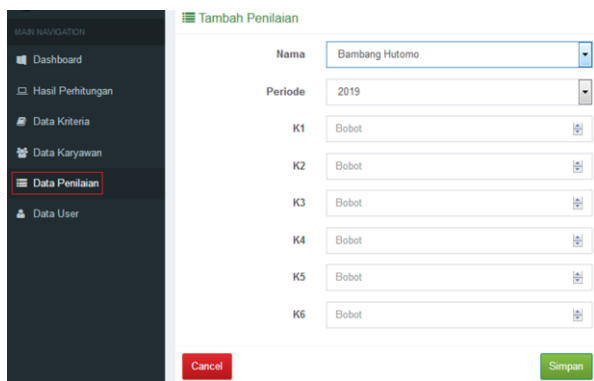 MAIN NAVIGATION
Dashboard
Hasil Perhitungan
Data Kriteria
Data Karyawan
Data Penilaian
Data User
Tambah Penilaian
Nama Bambang Hutomo
Periode 2019
K1 Bobot
K2 Bobot
K3 Bobot
K4 Bobot
K5 Bobot
K6 Bobot
Cancel Simpan